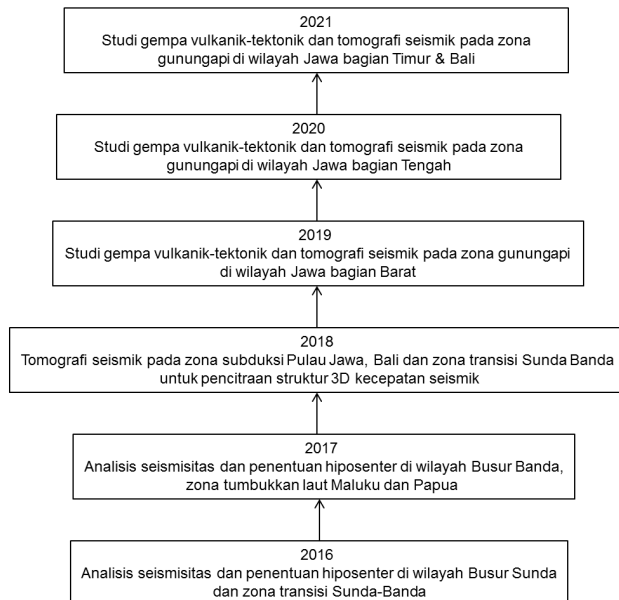 2021
Studi gempa vulkanik-tektonik dan tomografi seismik pada zona
gunungapi di wilayah Jawa bagian Timur & Bali
2020
Studi gempa vulkanik-tektonik dan tomografi seismik pada zona
gunungapi di wilayah Jawa bagian Tengah
2019
Studi gempa vulkanik-tektonik dan tomografi seismik pada zona gunungapi
di wilayah Jawa bagian Barat
2018
Tomografi seismik pada zona subduksi Pulau Jawa, Bali dan zona transisi Sunda Banda
untuk pencitraan struktur 3D kecepatan seismik
2017
Analisis seismisitas dan penentuan hiposenter di wilayah Busur Banda,
zona tumbukkan laut Maluku dan Papua
2016
Analisis seismisitas dan penentuan hiposenter di wilayah Busur Sunda
dan zona transisi Sunda-Banda